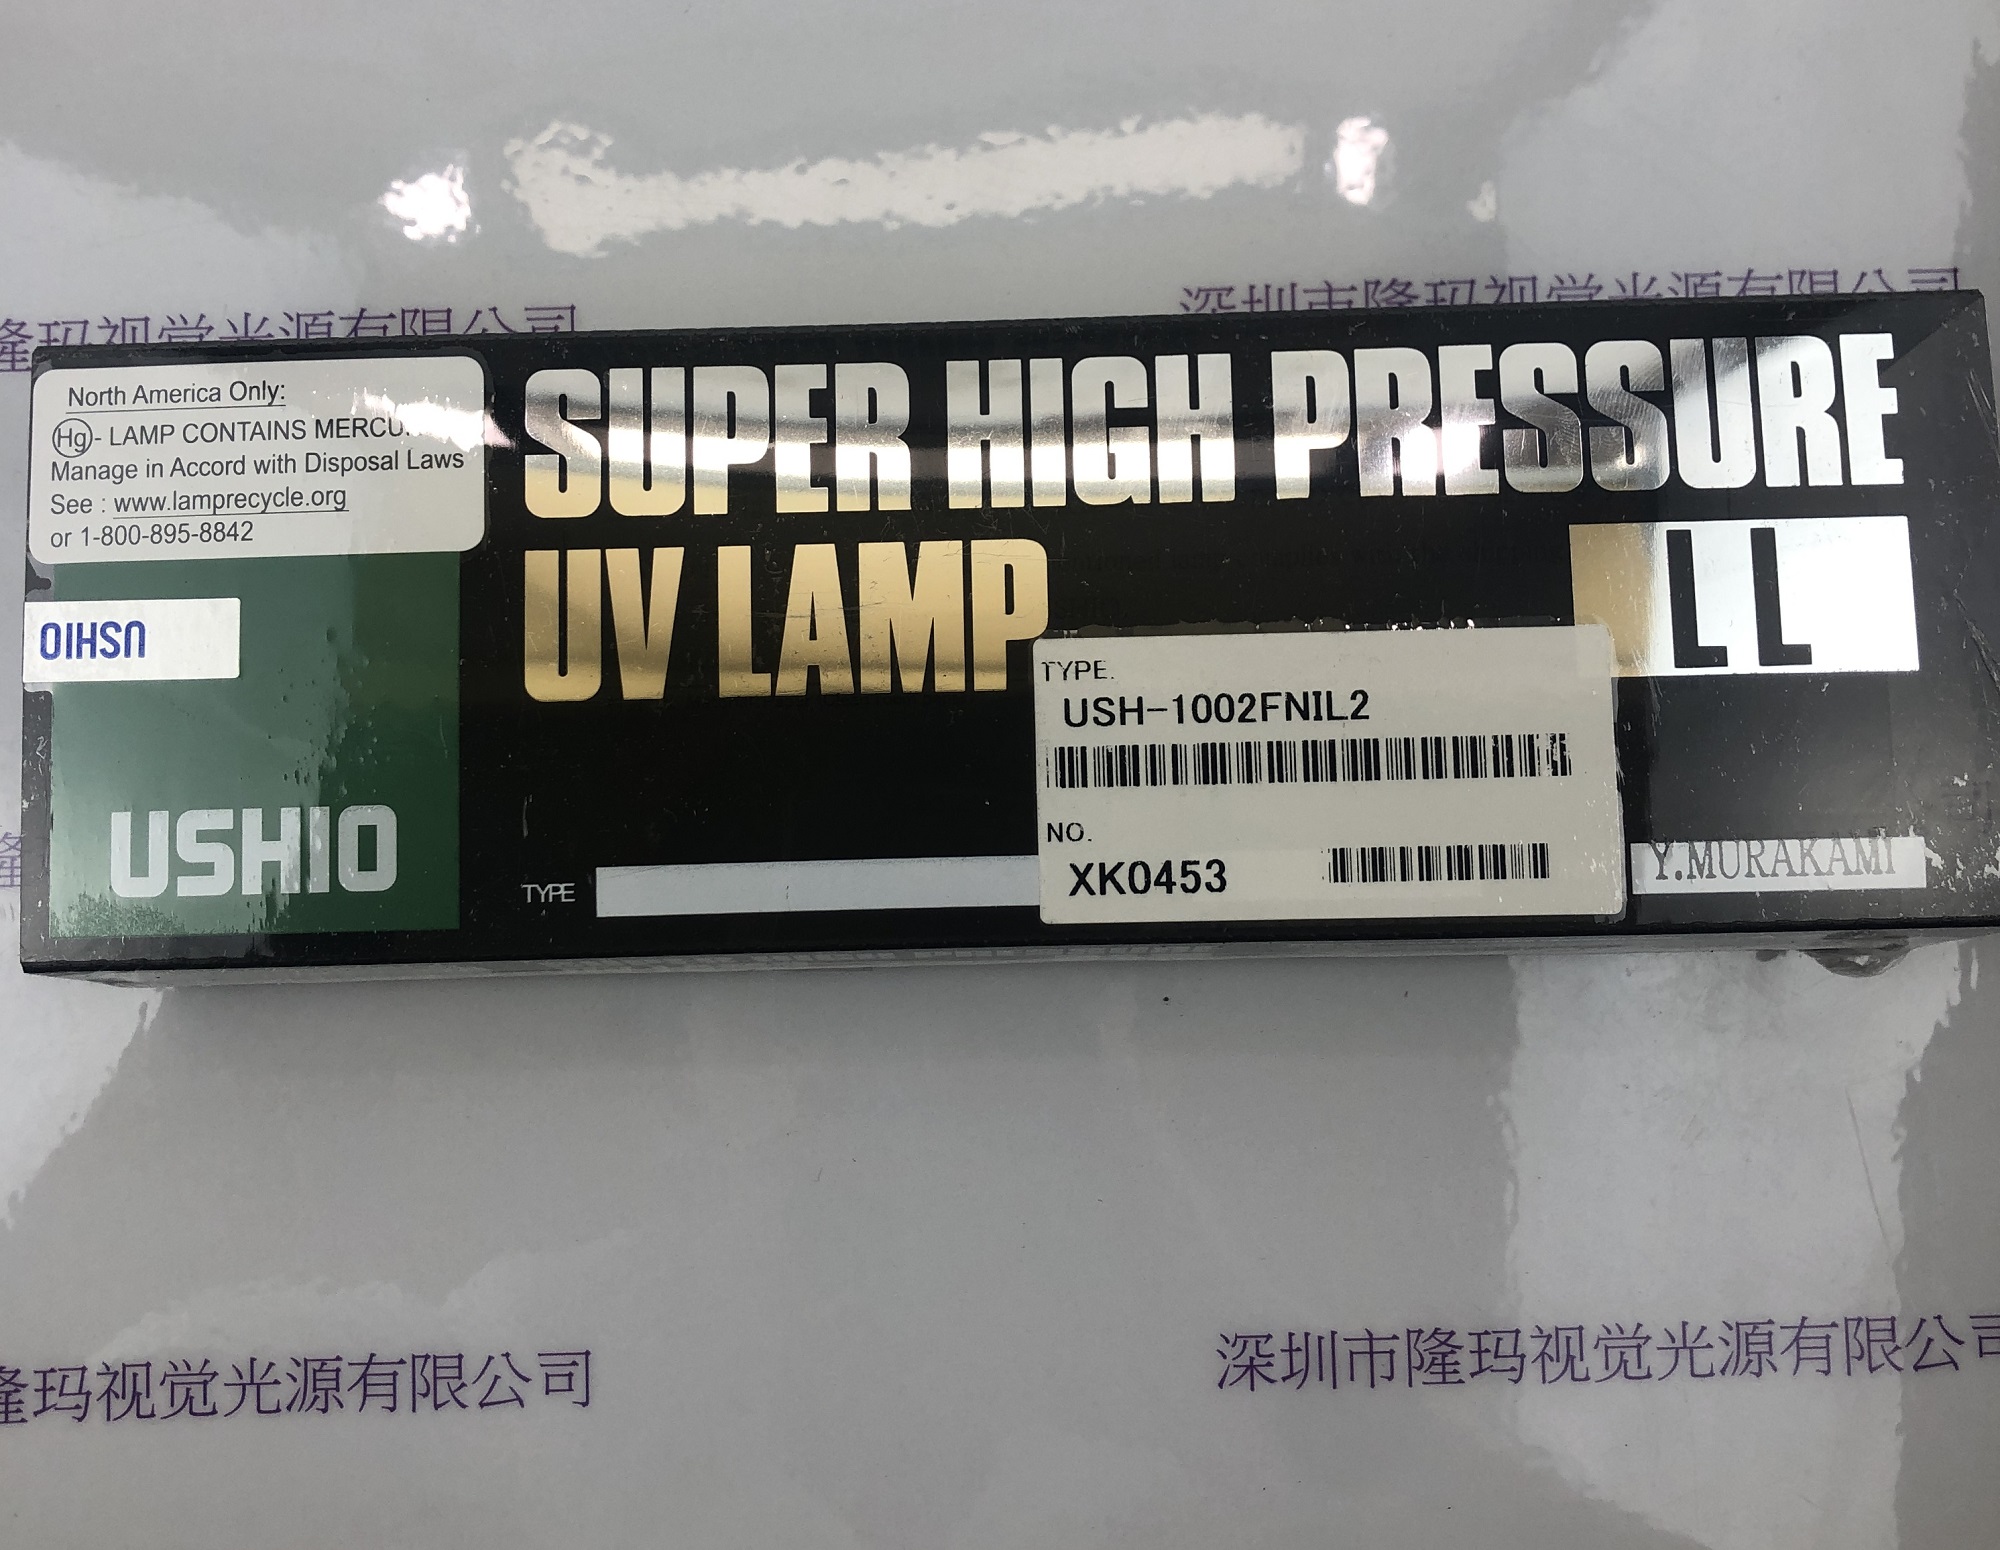 隆玛视觉光源有限公司
深圳市隆玛视觉光源有限公司
North America Only:
Hg - LAMP CONTAINS
Manage in Accord with Disposal Laws
See : www.lamprecycle.org
or 1-800-895-8842
USHIO
USHIO
SUPER HIGH PRESSURE
UV LAMP
LL
TYPE.
USH-1002FNIL2
NO.
XK0453
TYPE
Y.MURAKAMI
隆玛视觉光源有限公司
深圳市隆玛视觉光源有限公司